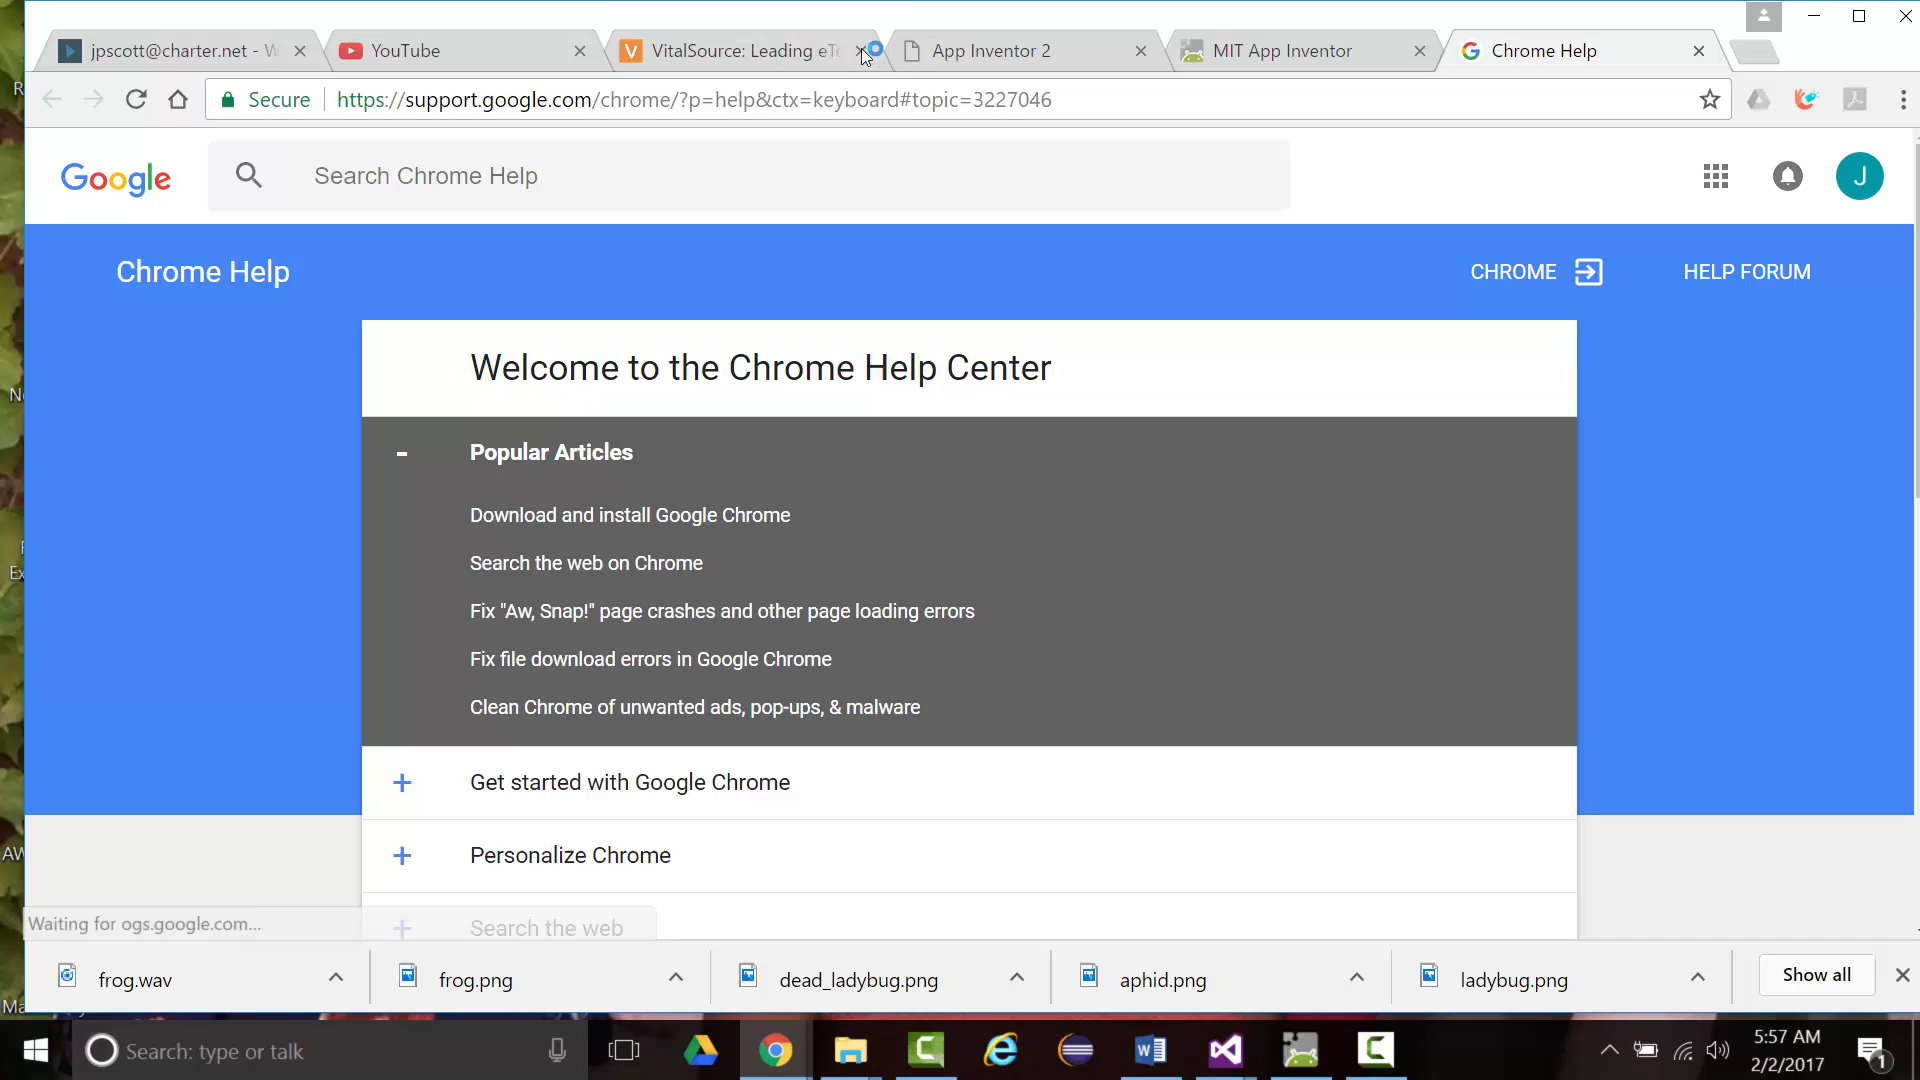 jpscott@charter.net - W
YouTube
VitalSource: Leading eTe
App Inventor 2
MIT App Inventor
Chrome Help
Secure
https://support.google.com/chrome/?p=help&ctx=keyboard#topic=3227046
Google
Search Chrome Help
J
Chrome Help
CHROME
HELP FORUM
Welcome to the Chrome Help Center
- Popular Articles
Download and install Google Chrome
Search the web on Chrome
Fix "Aw, Snap!" page crashes and other page loading errors
Fix file download errors in Google Chrome
Clean Chrome of unwanted ads, pop-ups, & malware
+ Get started with Google Chrome
+ Personalize Chrome
+ Search the web
Waiting for ogs.google.com...
frog.wav
frog.png
dead_ladybug.png
aphid.png
ladybug.png
Show all
Search: type or talk
5:57 AM
2/2/2017
1